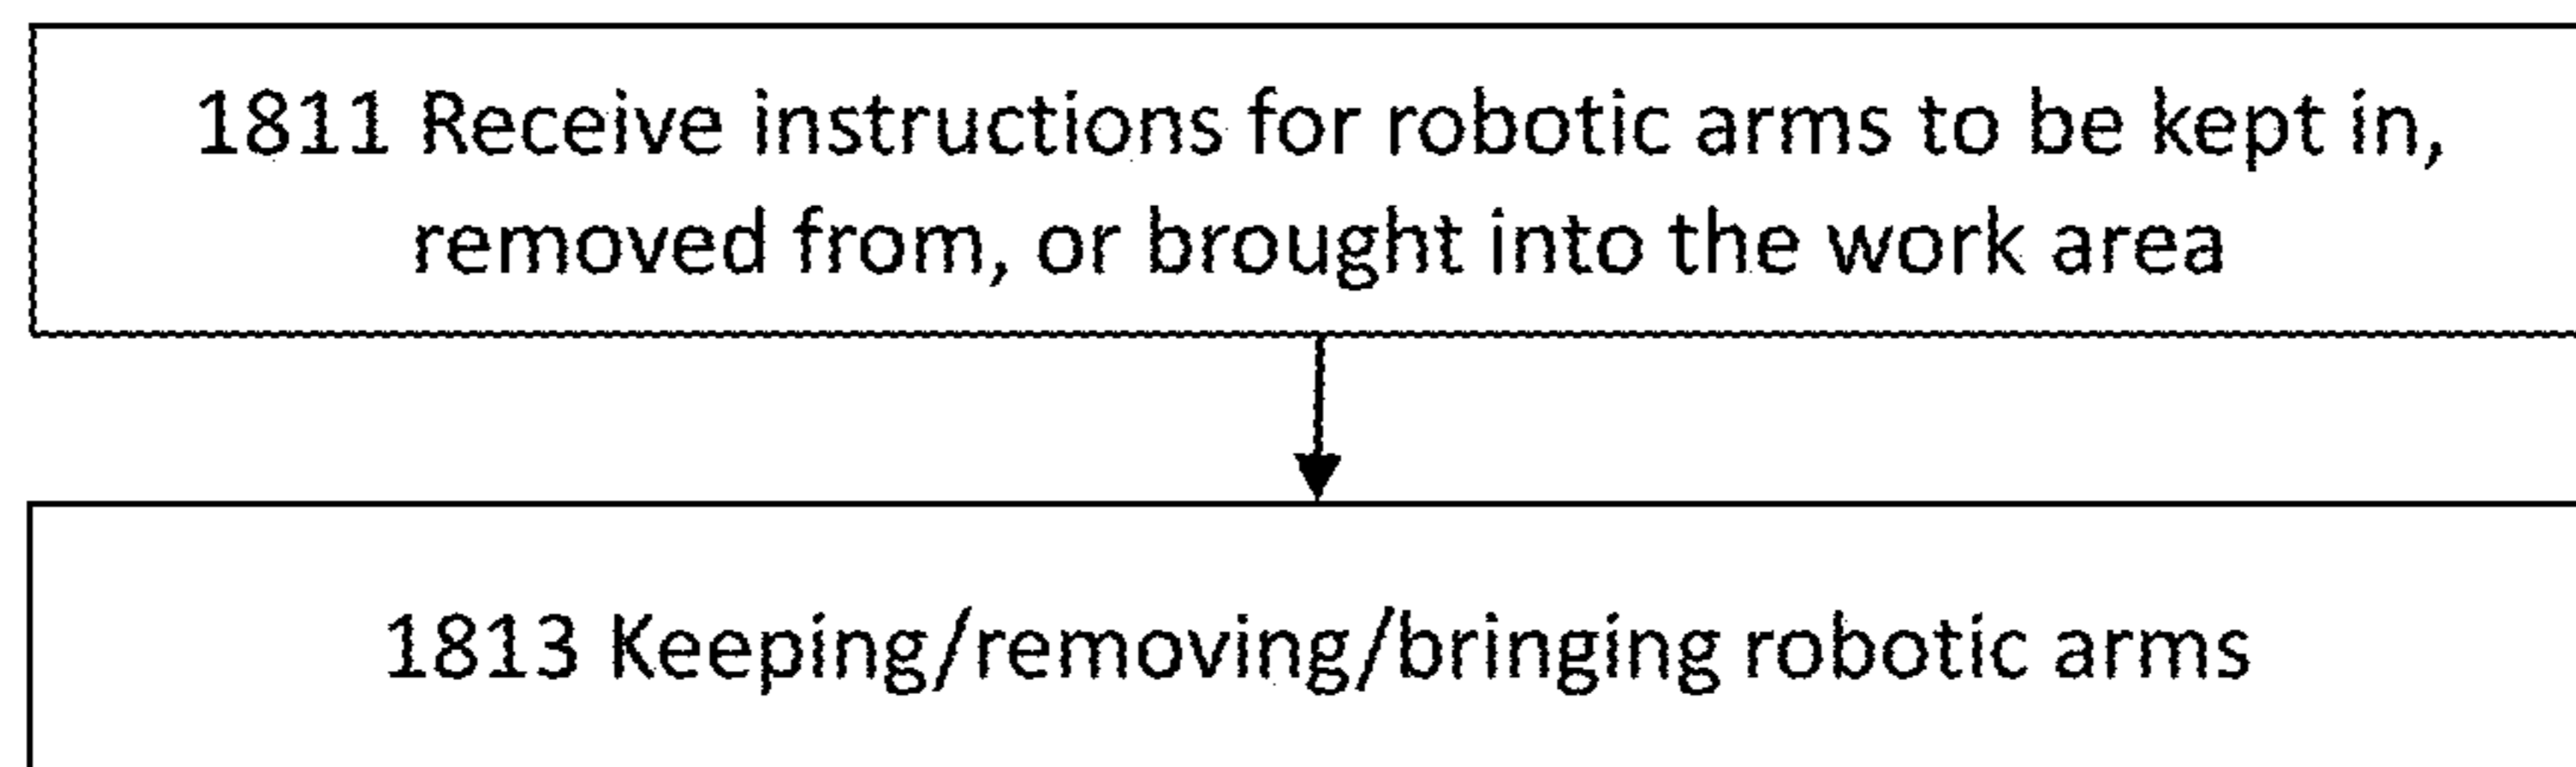 1811 Receive instructions for robotic arms to be kept in,
removed from, or brought into the work area
1813 Keeping/removing/bringing robotic arms